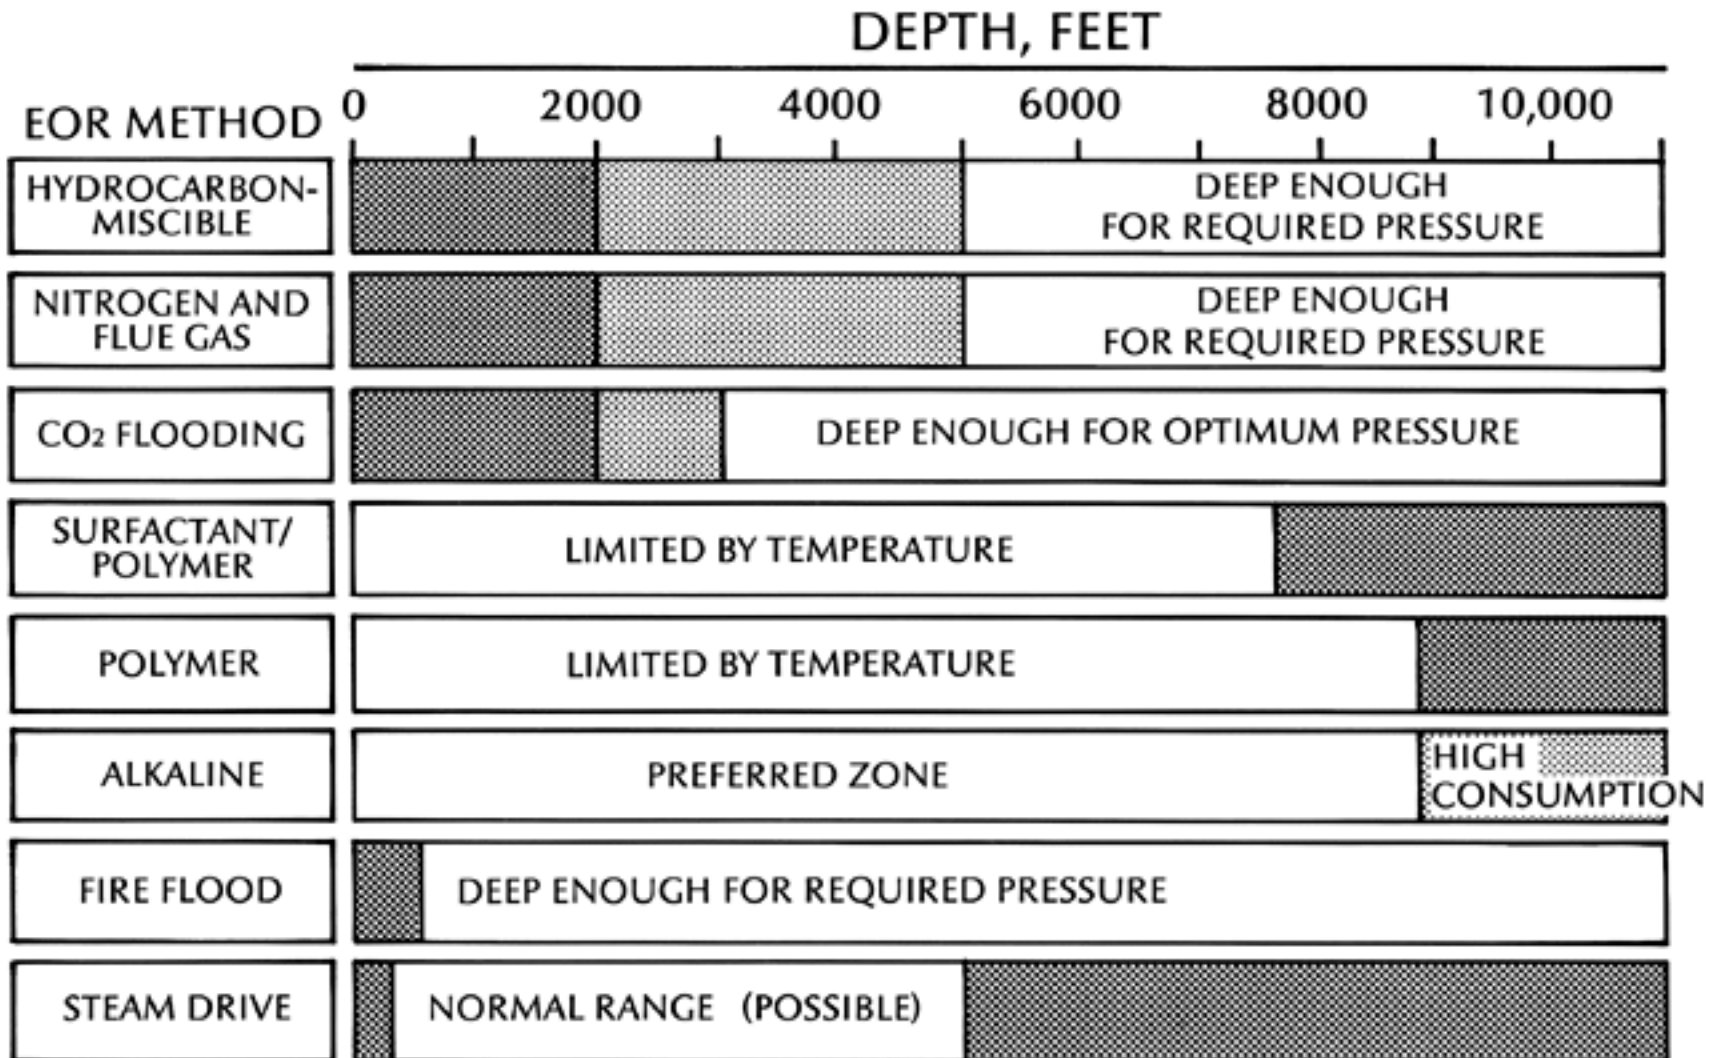 DEPTH, FEET
EOR METHOD
0 2000 4000 6000 8000 10,000
HYDROCARBON-
MISCIBLE
DEEP ENOUGH
FOR REQUIRED PRESSURE
NITROGEN AND
FLUE GAS
DEEP ENOUGH
FOR REQUIRED PRESSURE
CO₂ FLOODING
DEEP ENOUGH FOR OPTIMUM PRESSURE
SURFACTANT/
POLYMER
LIMITED BY TEMPERATURE
POLYMER
LIMITED BY TEMPERATURE
ALKALINE
PREFERRED ZONE
HIGH
CONSUMPTION
FIRE FLOOD
DEEP ENOUGH FOR REQUIRED PRESSURE
STEAM DRIVE
NORMAL RANGE (POSSIBLE)